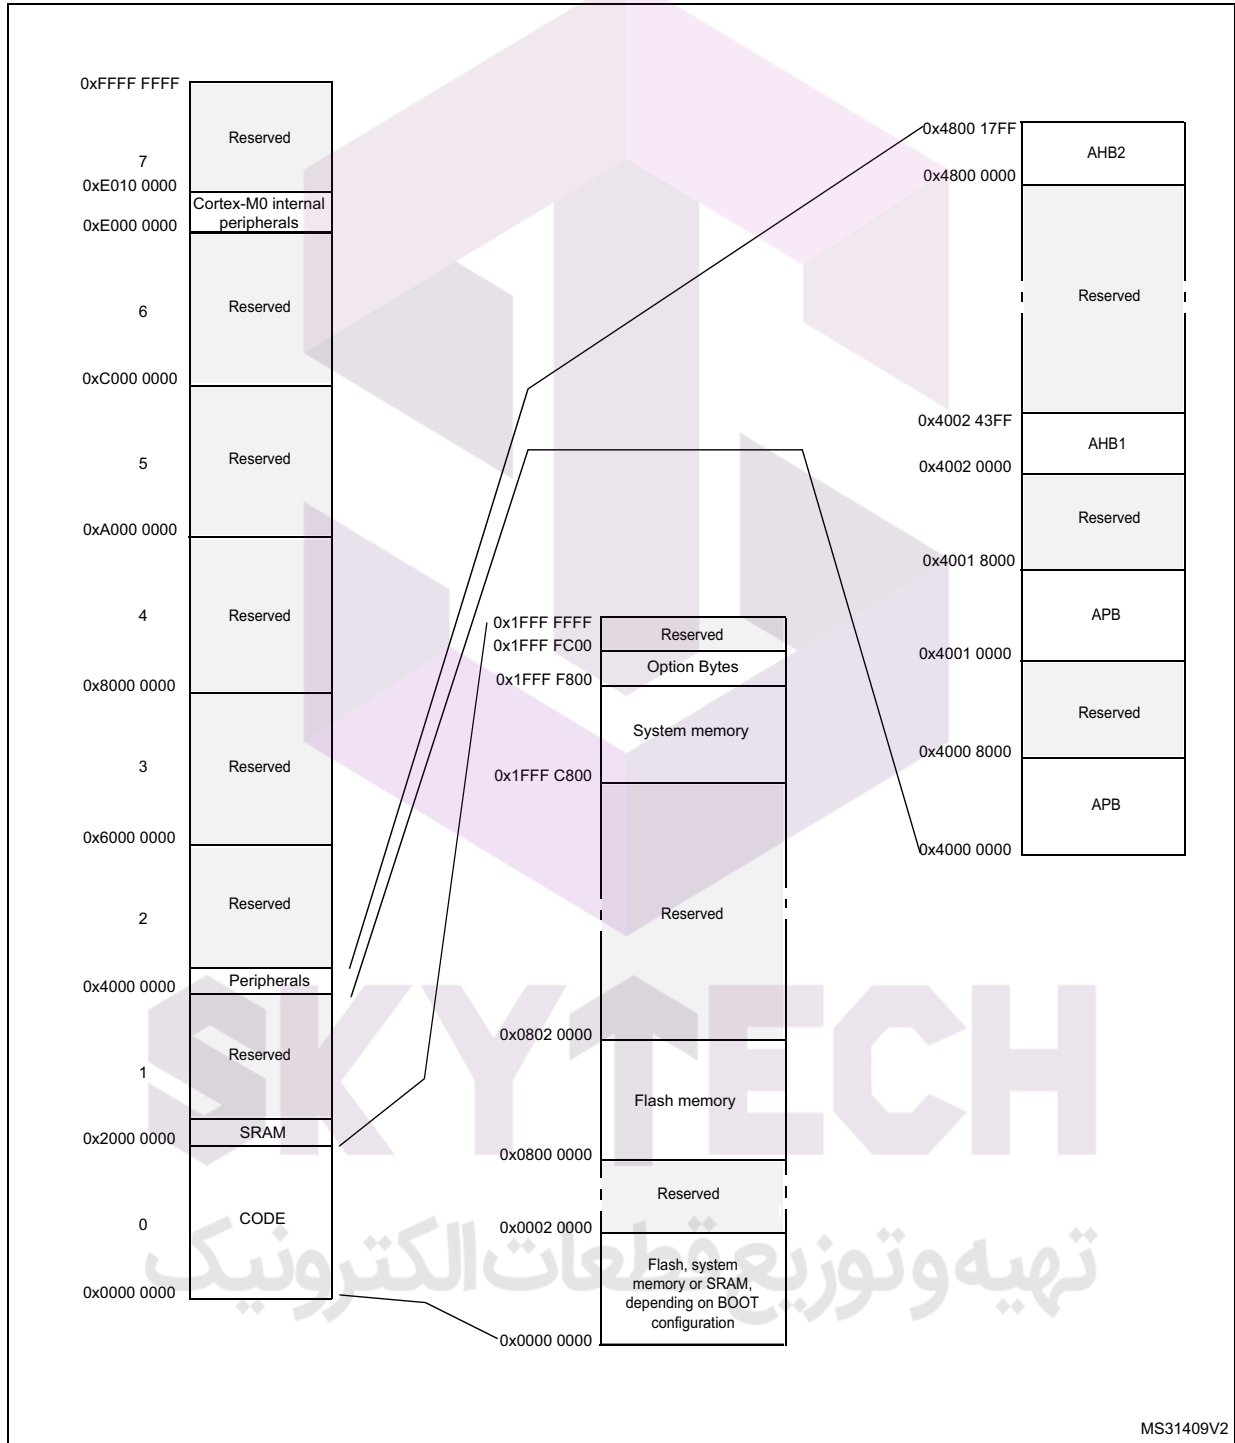 0xFFFF FFFF
Reserved
7
0xE010 0000
Cortex-M0 internal
peripherals
0xE000 0000
Reserved
6
0xC000 0000
Reserved
5
0xA000 0000
Reserved
4
0x8000 0000
Reserved
3
0x6000 0000
Reserved
2
Peripherals
0x4000 0000
Reserved
1
0x2000 0000
SRAM
CODE
0
0x0000 0000
0x1FFF FFFF
Reserved
0x1FFF FC00
Option Bytes
0x1FFF F800
System memory
0x1FFF C800
Reserved
0x0802 0000
Flash memory
0x0800 0000
Reserved
0x0002 0000
Flash, system
memory or SRAM,
depending on BOOT
configuration
0x0000 0000
0x4800 17FF
AHB2
0x4800 0000
Reserved
0x4002 43FF
AHB1
0x4002 0000
Reserved
0x4001 8000
APB
0x4001 0000
Reserved
0x4000 8000
APB
0x4000 0000
SKYTECH
تهیه و توزیع قطعات الکترونیک
MS31409V2